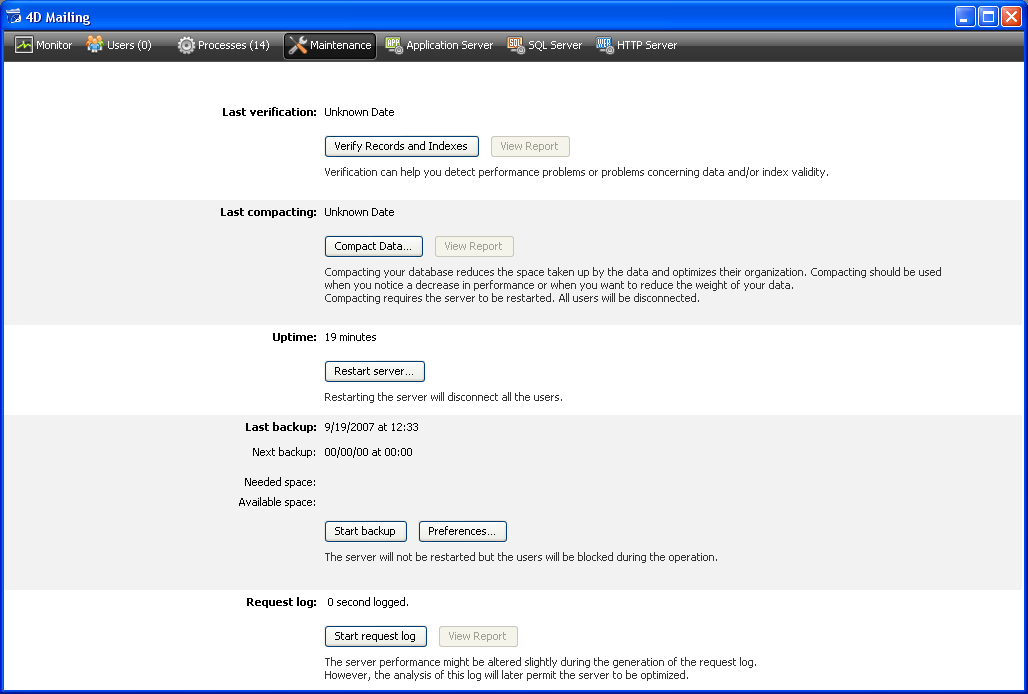 4D Mailing
Monitor Users (0) Processes (14) Maintenance Application Server SQL Server HTTP Server
Last verification: Unknown Date
Verify Records and Indexes View Report
Verification can help you detect performance problems or problems concerning data and/or index validity.
Last compacting: Unknown Date
Compact Data... View Report
Compacting your database reduces the space taken up by the data and optimizes their organization. Compacting should be used
when you notice a decrease in performance or when you want to reduce the weight of your data.
Compacting requires the server to be restarted. All users will be disconnected.
Uptime: 19 minutes
Restart server...
Restarting the server will disconnect all the users.
Last backup: 9/19/2007 at 12:33
Next backup: 00/00/00 at 00:00
Needed space:
Available space:
Start backup Preferences...
The server will not be restarted but the users will be blocked during the operation.
Request log: 0 second logged.
Start request log View Report
The server performance might be altered slightly during the generation of the request log.
However, the analysis of this log will later permit the server to be optimized.